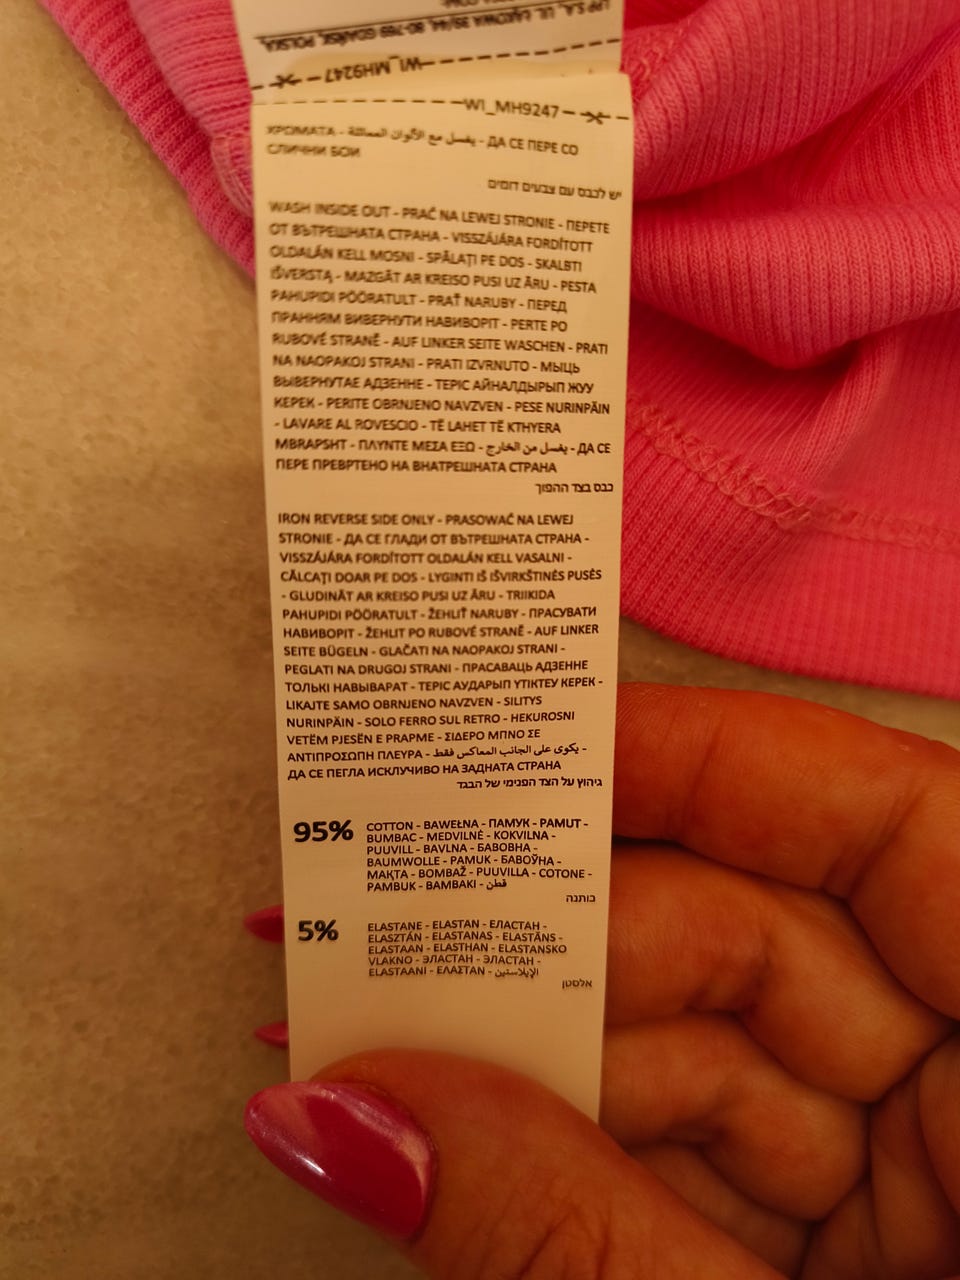 LPP S.A., UL. ŁĄKOWA 39/44, 80-769 GDAŃSK, POLSKA,
WI_MH9247
WI_MH9247
ΧΡΩΜΑΤΑ - يغسل مع الألوان المماثلة - ДА СЕ ПЕРЕ СО
СЛИЧНИ БОИ
יש לכבס עם צבעים דומים
WASH INSIDE OUT - PRAĆ NA LEWEJ STRONIE - ПЕРЕТЕ
ОТ ВЪТРЕШНАТА СТРАНА - VISSZÁJÁRA FORDÍTOTT
OLDALÁN KELL MOSNI - SPĂLAȚI PE DOS - SKALBTI
IŠVERSTĄ - MAZGĀT AR KREISO PUSI UZ ĀRU - PESTA
PAHUPIDI PÖÖRATULT - PRAŤ NARUBY - ПЕРЕД
ПРАННЯМ ВИВЕРНУТИ НАВИВОРІТ - PERTE PO
RUBOVÉ STRANĚ - AUF LINKER SEITE WASCHEN - PRATI
NA NAOPAKOJ STRANI - PRATI IZVRNUTO - МЫЦЬ
ВЫВЕРНУТАЕ АДЗЕННЕ - ТЕРІС АЙНАЛДЫРЫП ЖУУ
КЕРЕК - PERITE OBRNJENO NAVZVEN - PESE NURINPÄIN
- LAVARE AL ROVESCIO - TË LAHET TË KTHYERA
MBRAPSHT - ΠΛΥΝΤΕ ΜΕΣΑ ΕΞΩ - يغسل من الخارج - ДА СЕ
ПЕРЕ ПРЕВРТЕНО НА ВНАТРЕШНАТА СТРАНА
כבס בצד ההפוך
IRON REVERSE SIDE ONLY - PRASOWAĆ NA LEWEJ
STRONIE - ДА СЕ ГЛАДИ ОТ ВЪТРЕШНАТА СТРАНА -
VISSZÁJÁRA FORDÍTOTT OLDALÁN KELL VASALNI -
CĂLCAȚI DOAR PE DOS - LYGINTI IŠ IŠVIRKŠTINĖS PUSĖS
- GLUDINĀT AR KREISO PUSI UZ ĀRU - TRIIKIDA
PAHUPIDI PÖÖRATULT - ŽEHLIŤ NARUBY - ПРАСУВАТИ
НАВИВОРІТ - ŽEHLIT PO RUBOVÉ STRANĚ - AUF LINKER
SEITE BÜGELN - GLAČATI NA NAOPAKOJ STRANI -
PEGLATI NA DRUGOJ STRANI - ПРАСАВАЦЬ АДЗЕННЕ
ТОЛЬКІ НАВЫВАРАТ - ТЕРІС АУДАРЫП ҮТІКТЕУ КЕРЕК -
LIKAJTE SAMO OBRNJENO NAVZVEN - SILITYS
NURINPÄIN - SOLO FERRO SUL RETRO - HEKUROSNI
VETËM PJESËN E PRAPME - ΣΙΔΕΡΟ ΜΠΝΟ ΣΕ
ΑΝΤΙΠΡΟΣΩΠΗ ΠΛΕΥΡΑ - يكوى على الجانب المعاكس فقط -
ДА СЕ ПЕГЛА ИСКЛУЧИВО НА ЗАДНАТА СТРАНА
גיהוץ על הצד הפנימי של הבגד
95% COTTON - BAWEŁNA - ПАМУК - PAMUT -
BUMBAC - MEDVILNĖ - KOKVILNA -
PUUVILL - BAVLNA - БАВОВНА -
BAUMWOLLE - PAMUK - БАВОЎНА -
МАҚТА - BOMBAŽ - PUUVILLA - COTONE -
PAMBUK - BAMBAKI - قطن
כותנה
5% ELASTANE - ELASTAN - ЕЛАСТАН -
ELASZTÁN - ELASTANAS - ELASTĀNS -
ELASTAAN - ELASTHAN - ELASTANSKO
VLAKNO - ЭЛАСТАН - ЭЛАСТАН -
ELASTAANI - ΕΛΑΣΤΑΝ - الإيلاستين
אלסטן